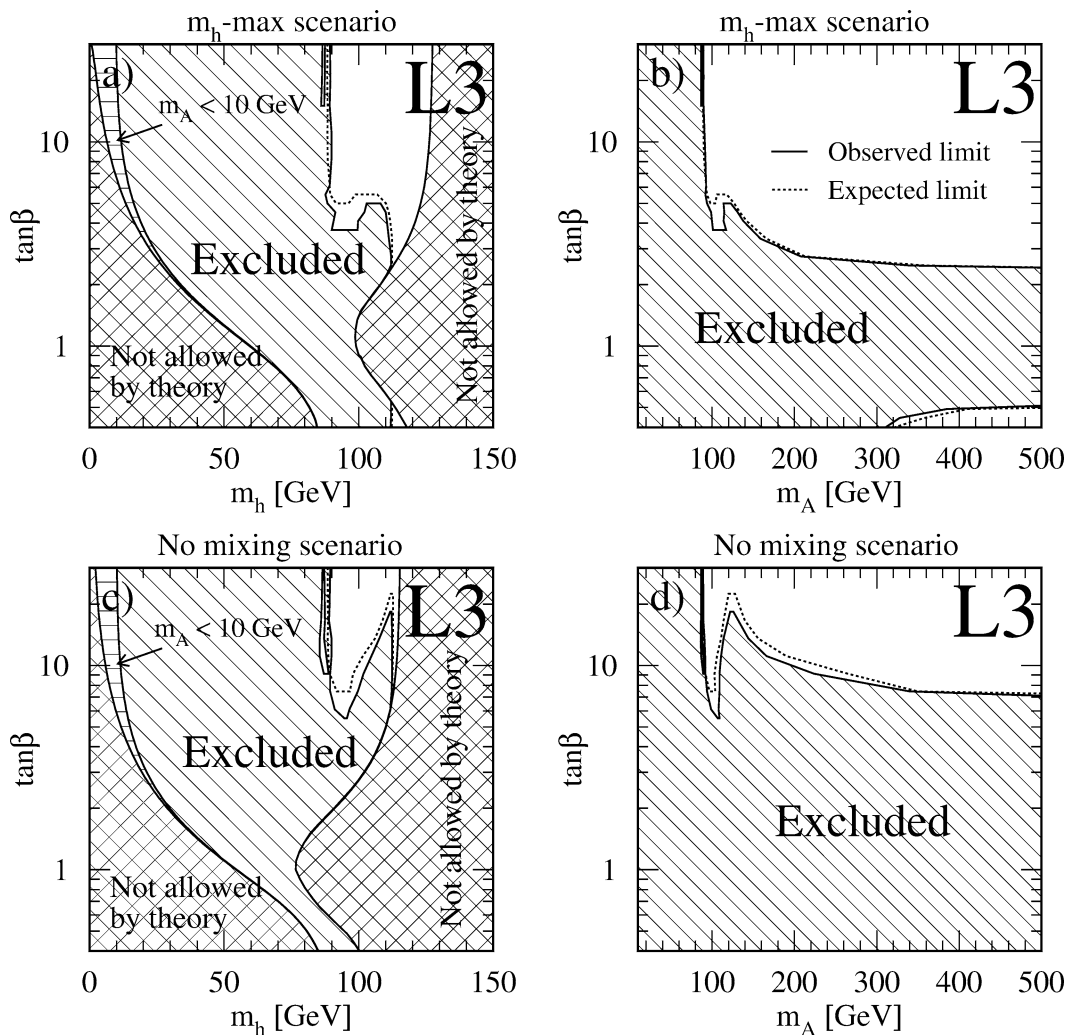 m_h-max scenario
a)
L3
m_A < 10 GeV
Excluded
Not allowed
by theory
Not allowed by theory
10
1
tanβ
0 50 100 150
m_h [GeV]
m_h-max scenario
b)
L3
Observed limit
Expected limit
Excluded
10
1
tanβ
100 200 300 400 500
m_A [GeV]
No mixing scenario
c)
L3
m_A < 10 GeV
Excluded
Not allowed
by theory
Not allowed by theory
10
1
tanβ
0 50 100 150
m_h [GeV]
No mixing scenario
d)
L3
Excluded
10
1
tanβ
100 200 300 400 500
m_A [GeV]